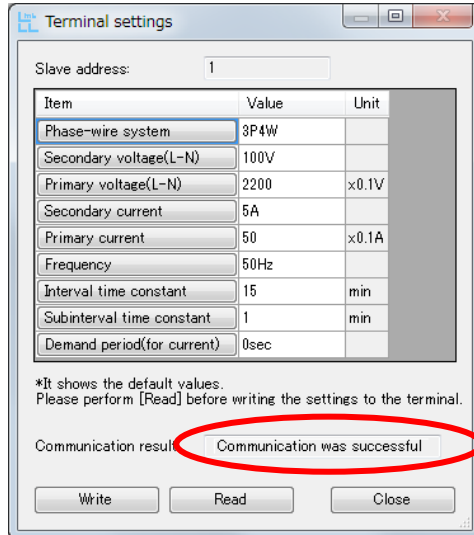 Terminal settings
Slave address: 1
Item Value Unit
Phase-wire system 3P4W
Secondary voltage(L-N) 100V
Primary voltage(L-N) 2200 x0.1V
Secondary current 5A
Primary current 50 x0.1A
Frequency 50Hz
Interval time constant 15 min
Subinterval time constant 1 min
Demand period(for current) 0sec
*It shows the default values.
Please perform [Read] before writing the settings to the terminal.
Communication result Communication was successful
Write Read Close